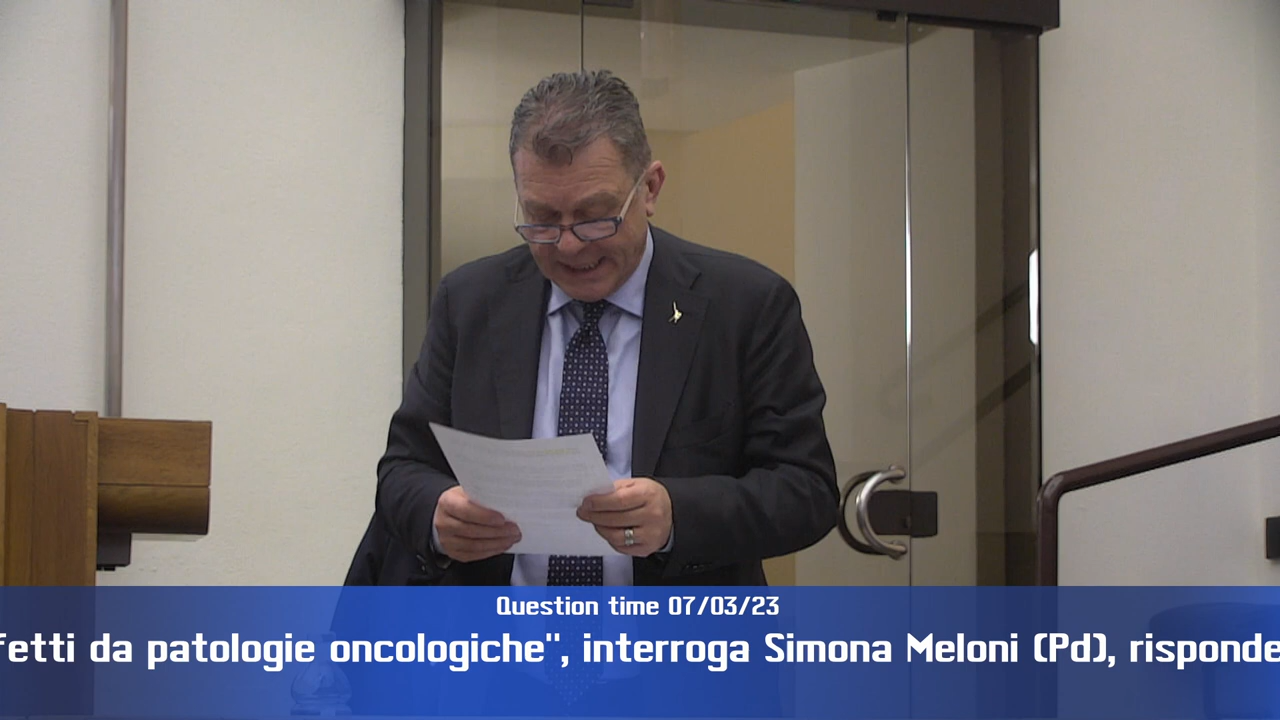 Question time 07/03/23
fetti da patologie oncologiche", interroga Simona Meloni (Pd), risponde